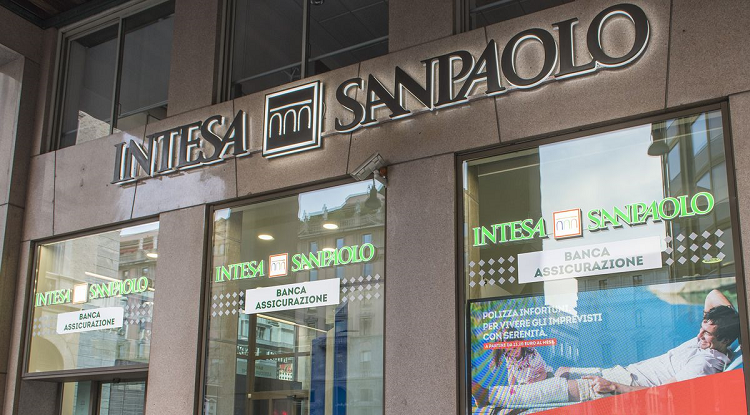 INTESA SANPAOLO
INTESA SANPAOLO
BANCA
ASSICURAZIONE
INTESA SANPAOLO
BANCA
ASSICURAZIONE
INTESA SANPAOLO
BANCA
ASSICURAZIONE
POLIZZA INFORTUNI:
PER VIVERE GLI IMPREVISTI
CON SERENITÀ.